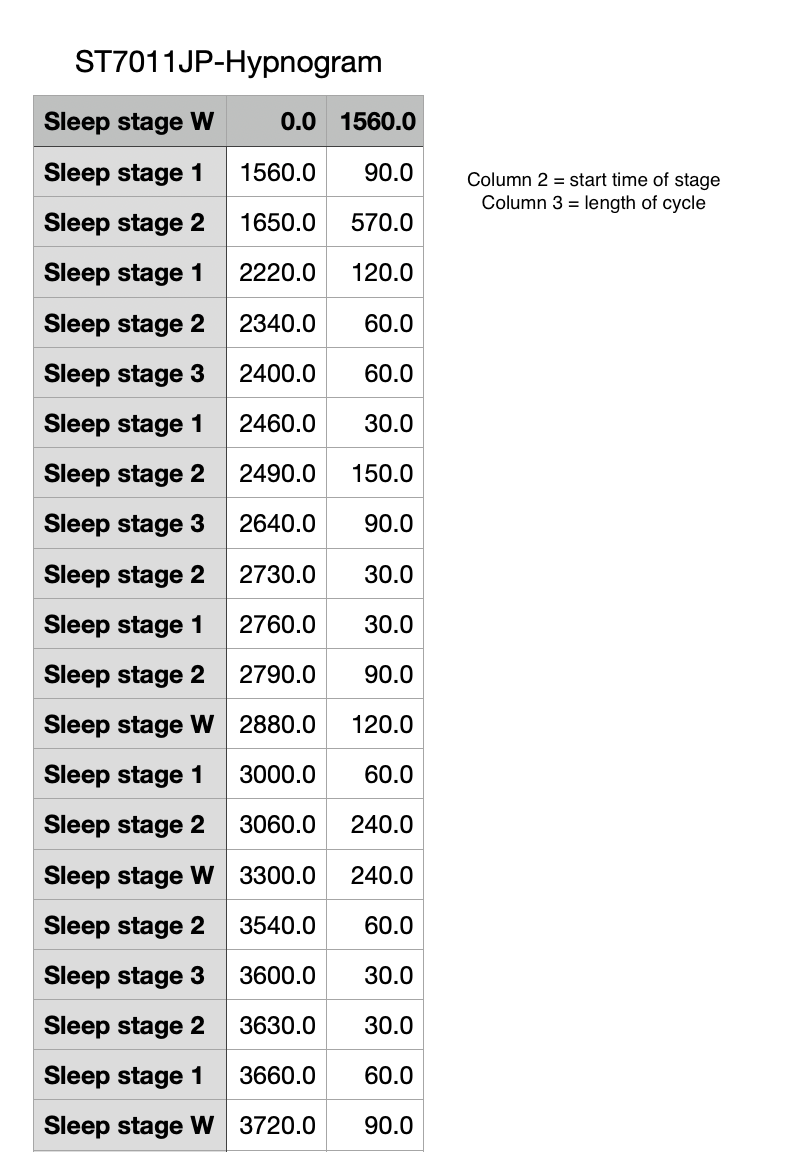 ST7011JP-Hypnogram
Sleep stage W 0.0 1560.0
Sleep stage 1 1560.0 90.0
Column 2 = start time of stage
Column 3 = length of cycle
Sleep stage 2 1650.0 570.0
Sleep stage 1 2220.0 120.0
Sleep stage 2 2340.0 60.0
Sleep stage 3 2400.0 60.0
Sleep stage 1 2460.0 30.0
Sleep stage 2 2490.0 150.0
Sleep stage 3 2640.0 90.0
Sleep stage 2 2730.0 30.0
Sleep stage 1 2760.0 30.0
Sleep stage 2 2790.0 90.0
Sleep stage W 2880.0 120.0
Sleep stage 1 3000.0 60.0
Sleep stage 2 3060.0 240.0
Sleep stage W 3300.0 240.0
Sleep stage 2 3540.0 60.0
Sleep stage 3 3600.0 30.0
Sleep stage 2 3630.0 30.0
Sleep stage 1 3660.0 60.0
Sleep stage W 3720.0 90.0